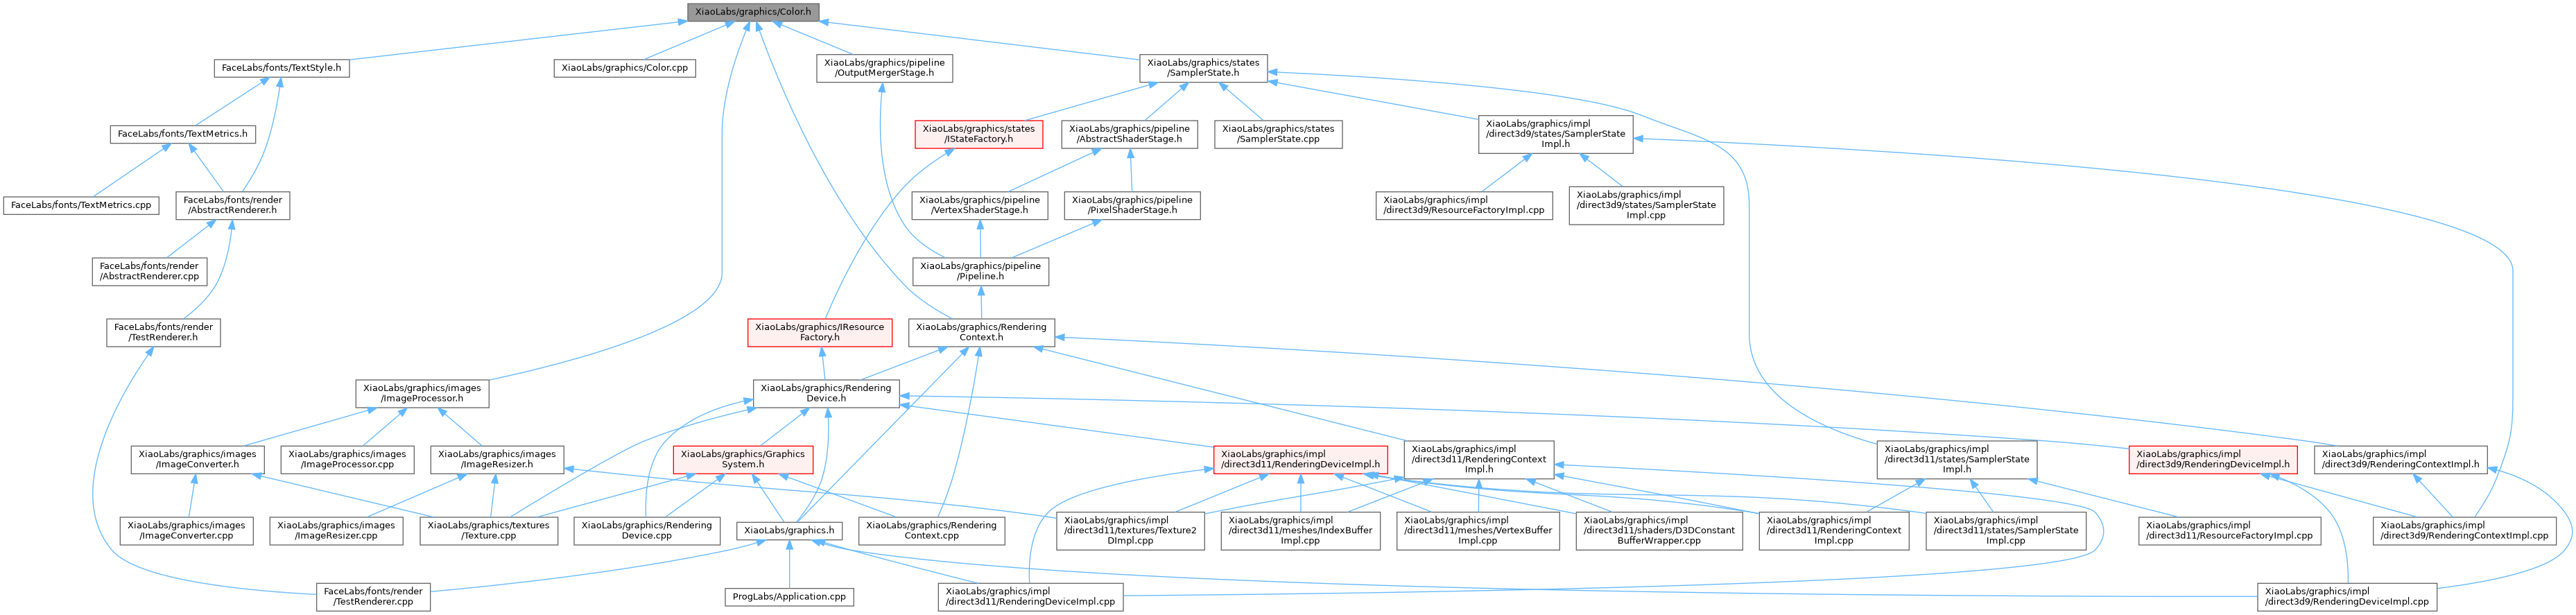 XiaoLabs/graphics/Color.h
FaceLabs/fonts/TextStyle.h
XiaoLabs/graphics/Color.cpp
XiaoLabs/graphics/pipeline
/OutputMergerStage.h
XiaoLabs/graphics/states
/SamplerState.h
FaceLabs/fonts/TextMetrics.h
XiaoLabs/graphics/states
/IStateFactory.h
XiaoLabs/graphics/pipeline
/AbstractShaderStage.h
XiaoLabs/graphics/states
/SamplerState.cpp
XiaoLabs/graphics/impl
/direct3d9/states/SamplerState
Impl.h
FaceLabs/fonts/TextMetrics.cpp
FaceLabs/fonts/render
/AbstractRenderer.h
XiaoLabs/graphics/pipeline
/VertexShaderStage.h
XiaoLabs/graphics/pipeline
/PixelShaderStage.h
XiaoLabs/graphics/impl
/direct3d9/ResourceFactoryImpl.cpp
XiaoLabs/graphics/impl
/direct3d9/states/SamplerState
Impl.cpp
FaceLabs/fonts/render
/AbstractRenderer.cpp
XiaoLabs/graphics/pipeline
/Pipeline.h
FaceLabs/fonts/render
/TestRenderer.h
XiaoLabs/graphics/IResource
Factory.h
XiaoLabs/graphics/Rendering
Context.h
XiaoLabs/graphics/images
/ImageProcessor.h
XiaoLabs/graphics/Rendering
Device.h
XiaoLabs/graphics/images
/ImageConverter.h
XiaoLabs/graphics/images
/ImageProcessor.cpp
XiaoLabs/graphics/images
/ImageResizer.h
XiaoLabs/graphics/Graphics
System.h
XiaoLabs/graphics/impl
/direct3d11/RenderingDeviceImpl.h
XiaoLabs/graphics/impl
/direct3d11/RenderingContext
Impl.h
XiaoLabs/graphics/impl
/direct3d11/states/SamplerState
Impl.h
XiaoLabs/graphics/impl
/direct3d9/RenderingDeviceImpl.h
XiaoLabs/graphics/impl
/direct3d9/RenderingContextImpl.h
XiaoLabs/graphics/images
/ImageConverter.cpp
XiaoLabs/graphics/images
/ImageResizer.cpp
XiaoLabs/graphics/textures
/Texture.cpp
XiaoLabs/graphics/Rendering
Device.cpp
XiaoLabs/graphics.h
XiaoLabs/graphics/Rendering
Context.cpp
XiaoLabs/graphics/impl
/direct3d11/textures/Texture2
DImpl.cpp
XiaoLabs/graphics/impl
/direct3d11/meshes/IndexBuffer
Impl.cpp
XiaoLabs/graphics/impl
/direct3d11/meshes/VertexBuffer
Impl.cpp
XiaoLabs/graphics/impl
/direct3d11/shaders/D3DConstant
BufferWrapper.cpp
XiaoLabs/graphics/impl
/direct3d11/RenderingContext
Impl.cpp
XiaoLabs/graphics/impl
/direct3d11/states/SamplerState
Impl.cpp
XiaoLabs/graphics/impl
/direct3d11/ResourceFactoryImpl.cpp
XiaoLabs/graphics/impl
/direct3d9/RenderingContextImpl.cpp
FaceLabs/fonts/render
/TestRenderer.cpp
ProgLabs/Application.cpp
XiaoLabs/graphics/impl
/direct3d11/RenderingDeviceImpl.cpp
XiaoLabs/graphics/impl
/direct3d9/RenderingDeviceImpl.cpp